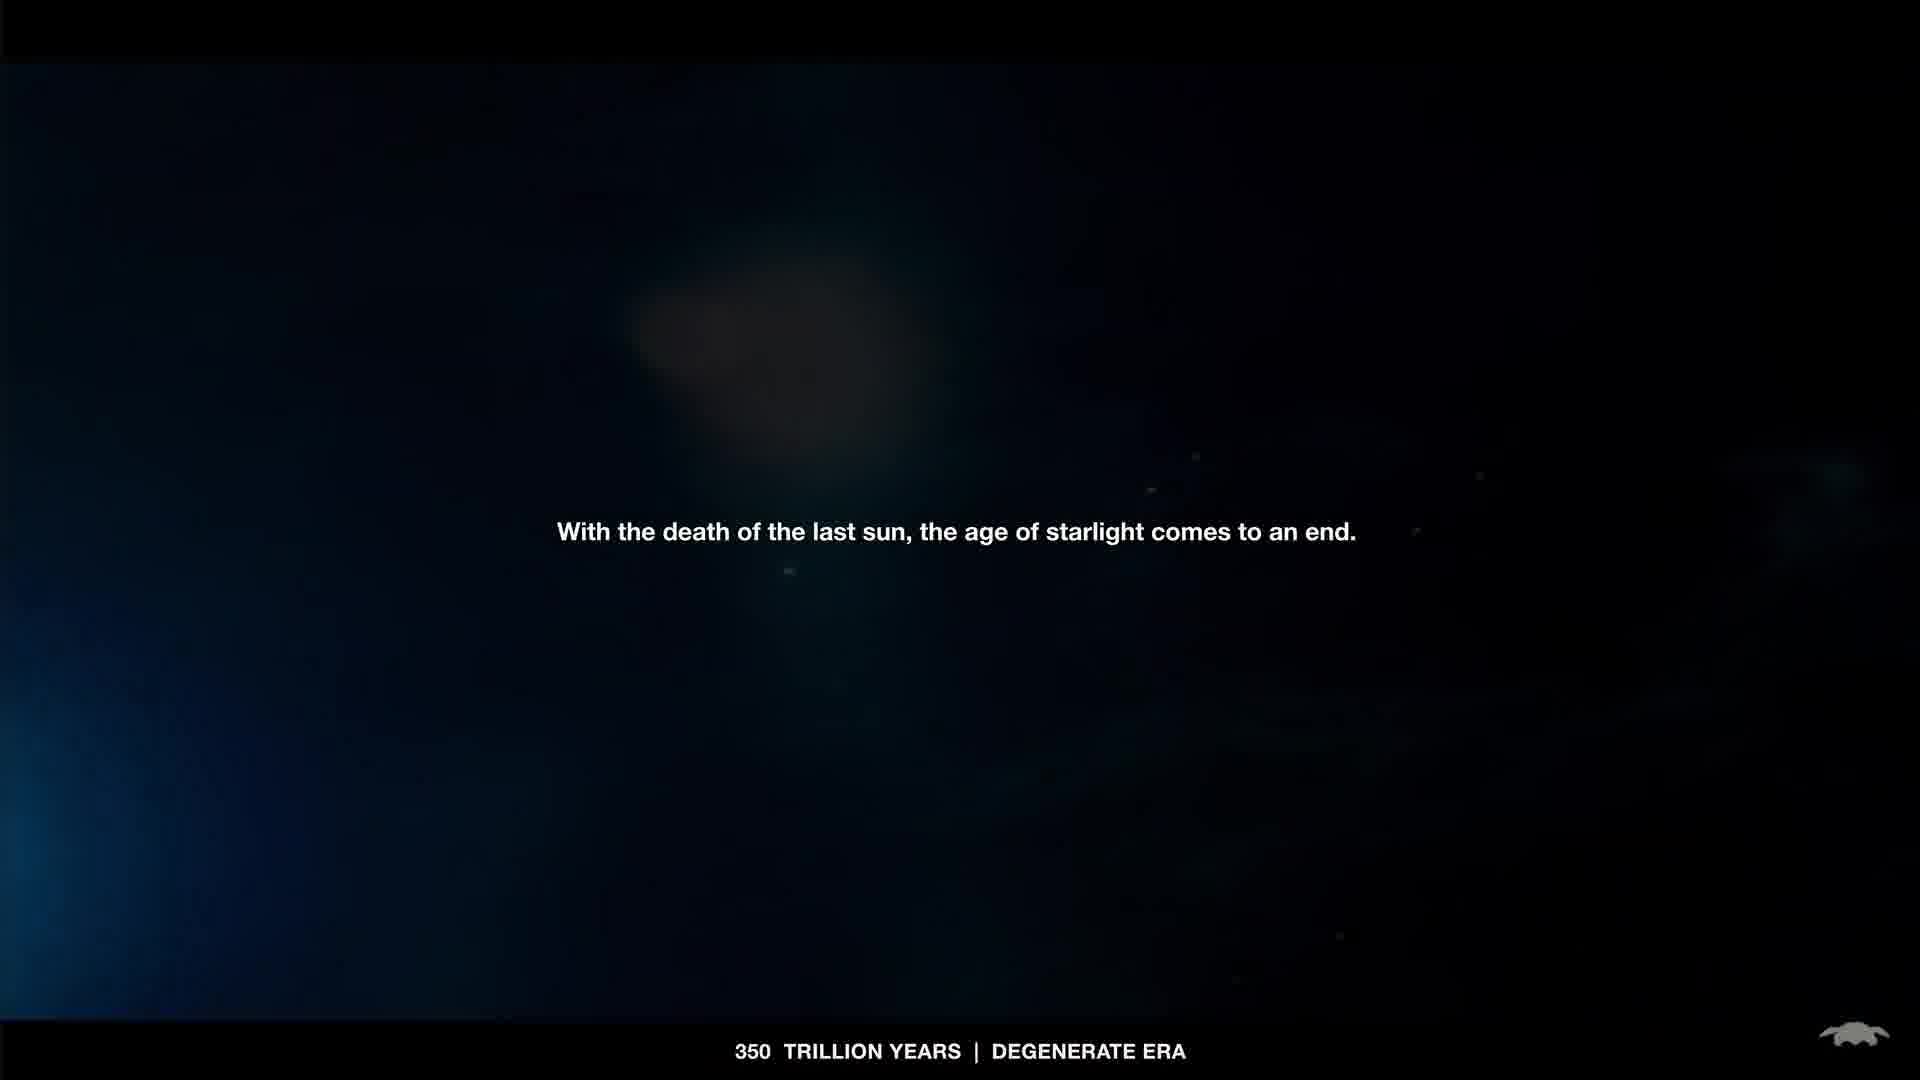 With the death of the last sun, the age of starlight comes to an end.
350 TRILLION YEARS | DEGENERATE ERA